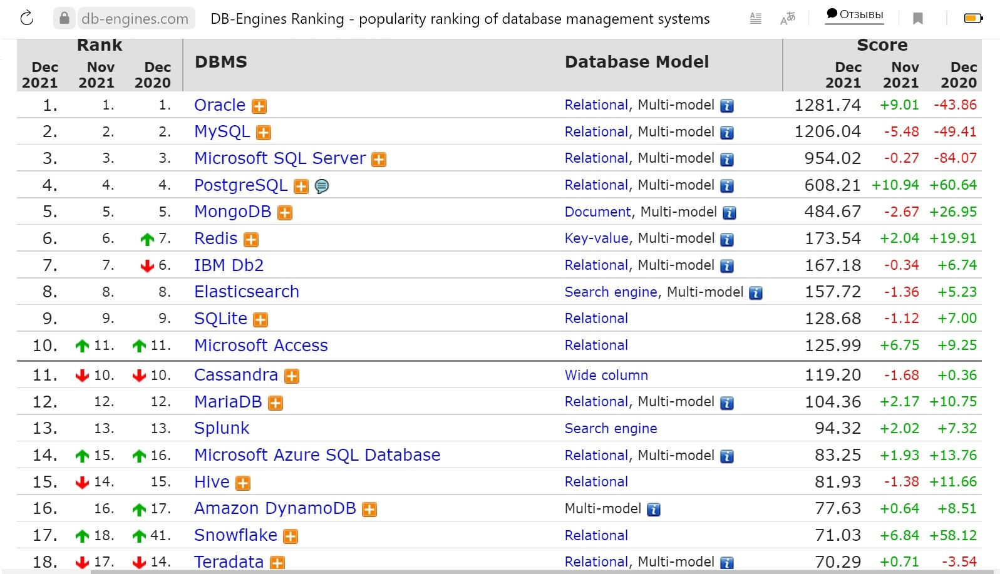 db-engines.com DB-Engines Ranking - popularity ranking of database management systems Отзывы
Rank Score
Dec 2021 Nov 2021 Dec 2020 DBMS Database Model Dec 2021 Nov 2021 Dec 2020
1. 1. 1. Oracle Relational, Multi-model 1281.74 +9.01 -43.86
2. 2. 2. MySQL Relational, Multi-model 1206.04 -5.48 -49.41
3. 3. 3. Microsoft SQL Server Relational, Multi-model 954.02 -0.27 -84.07
4. 4. 4. PostgreSQL Relational, Multi-model 608.21 +10.94 +60.64
5. 5. 5. MongoDB Document, Multi-model 484.67 -2.67 +26.95
6. 6. 7. Redis Key-value, Multi-model 173.54 +2.04 +19.91
7. 7. 6. IBM Db2 Relational, Multi-model 167.18 -0.34 +6.74
8. 8. 8. Elasticsearch Search engine, Multi-model 157.72 -1.36 +5.23
9. 9. 9. SQLite Relational 128.68 -1.12 +7.00
10. 11. 11. Microsoft Access Relational 125.99 +6.75 +9.25
11. 10. 10. Cassandra Wide column 119.20 -1.68 +0.36
12. 12. 12. MariaDB Relational, Multi-model 104.36 +2.17 +10.75
13. 13. 13. Splunk Search engine 94.32 +2.02 +7.32
14. 15. 16. Microsoft Azure SQL Database Relational, Multi-model 83.25 +1.93 +13.76
15. 14. 15. Hive Relational 81.93 -1.38 +11.66
16. 16. 17. Amazon DynamoDB Multi-model 77.63 +0.64 +8.51
17. 18. 41. Snowflake Relational 71.03 +6.84 +58.12
18. 17. 14. Teradata Relational, Multi-model 70.29 +0.71 -3.54